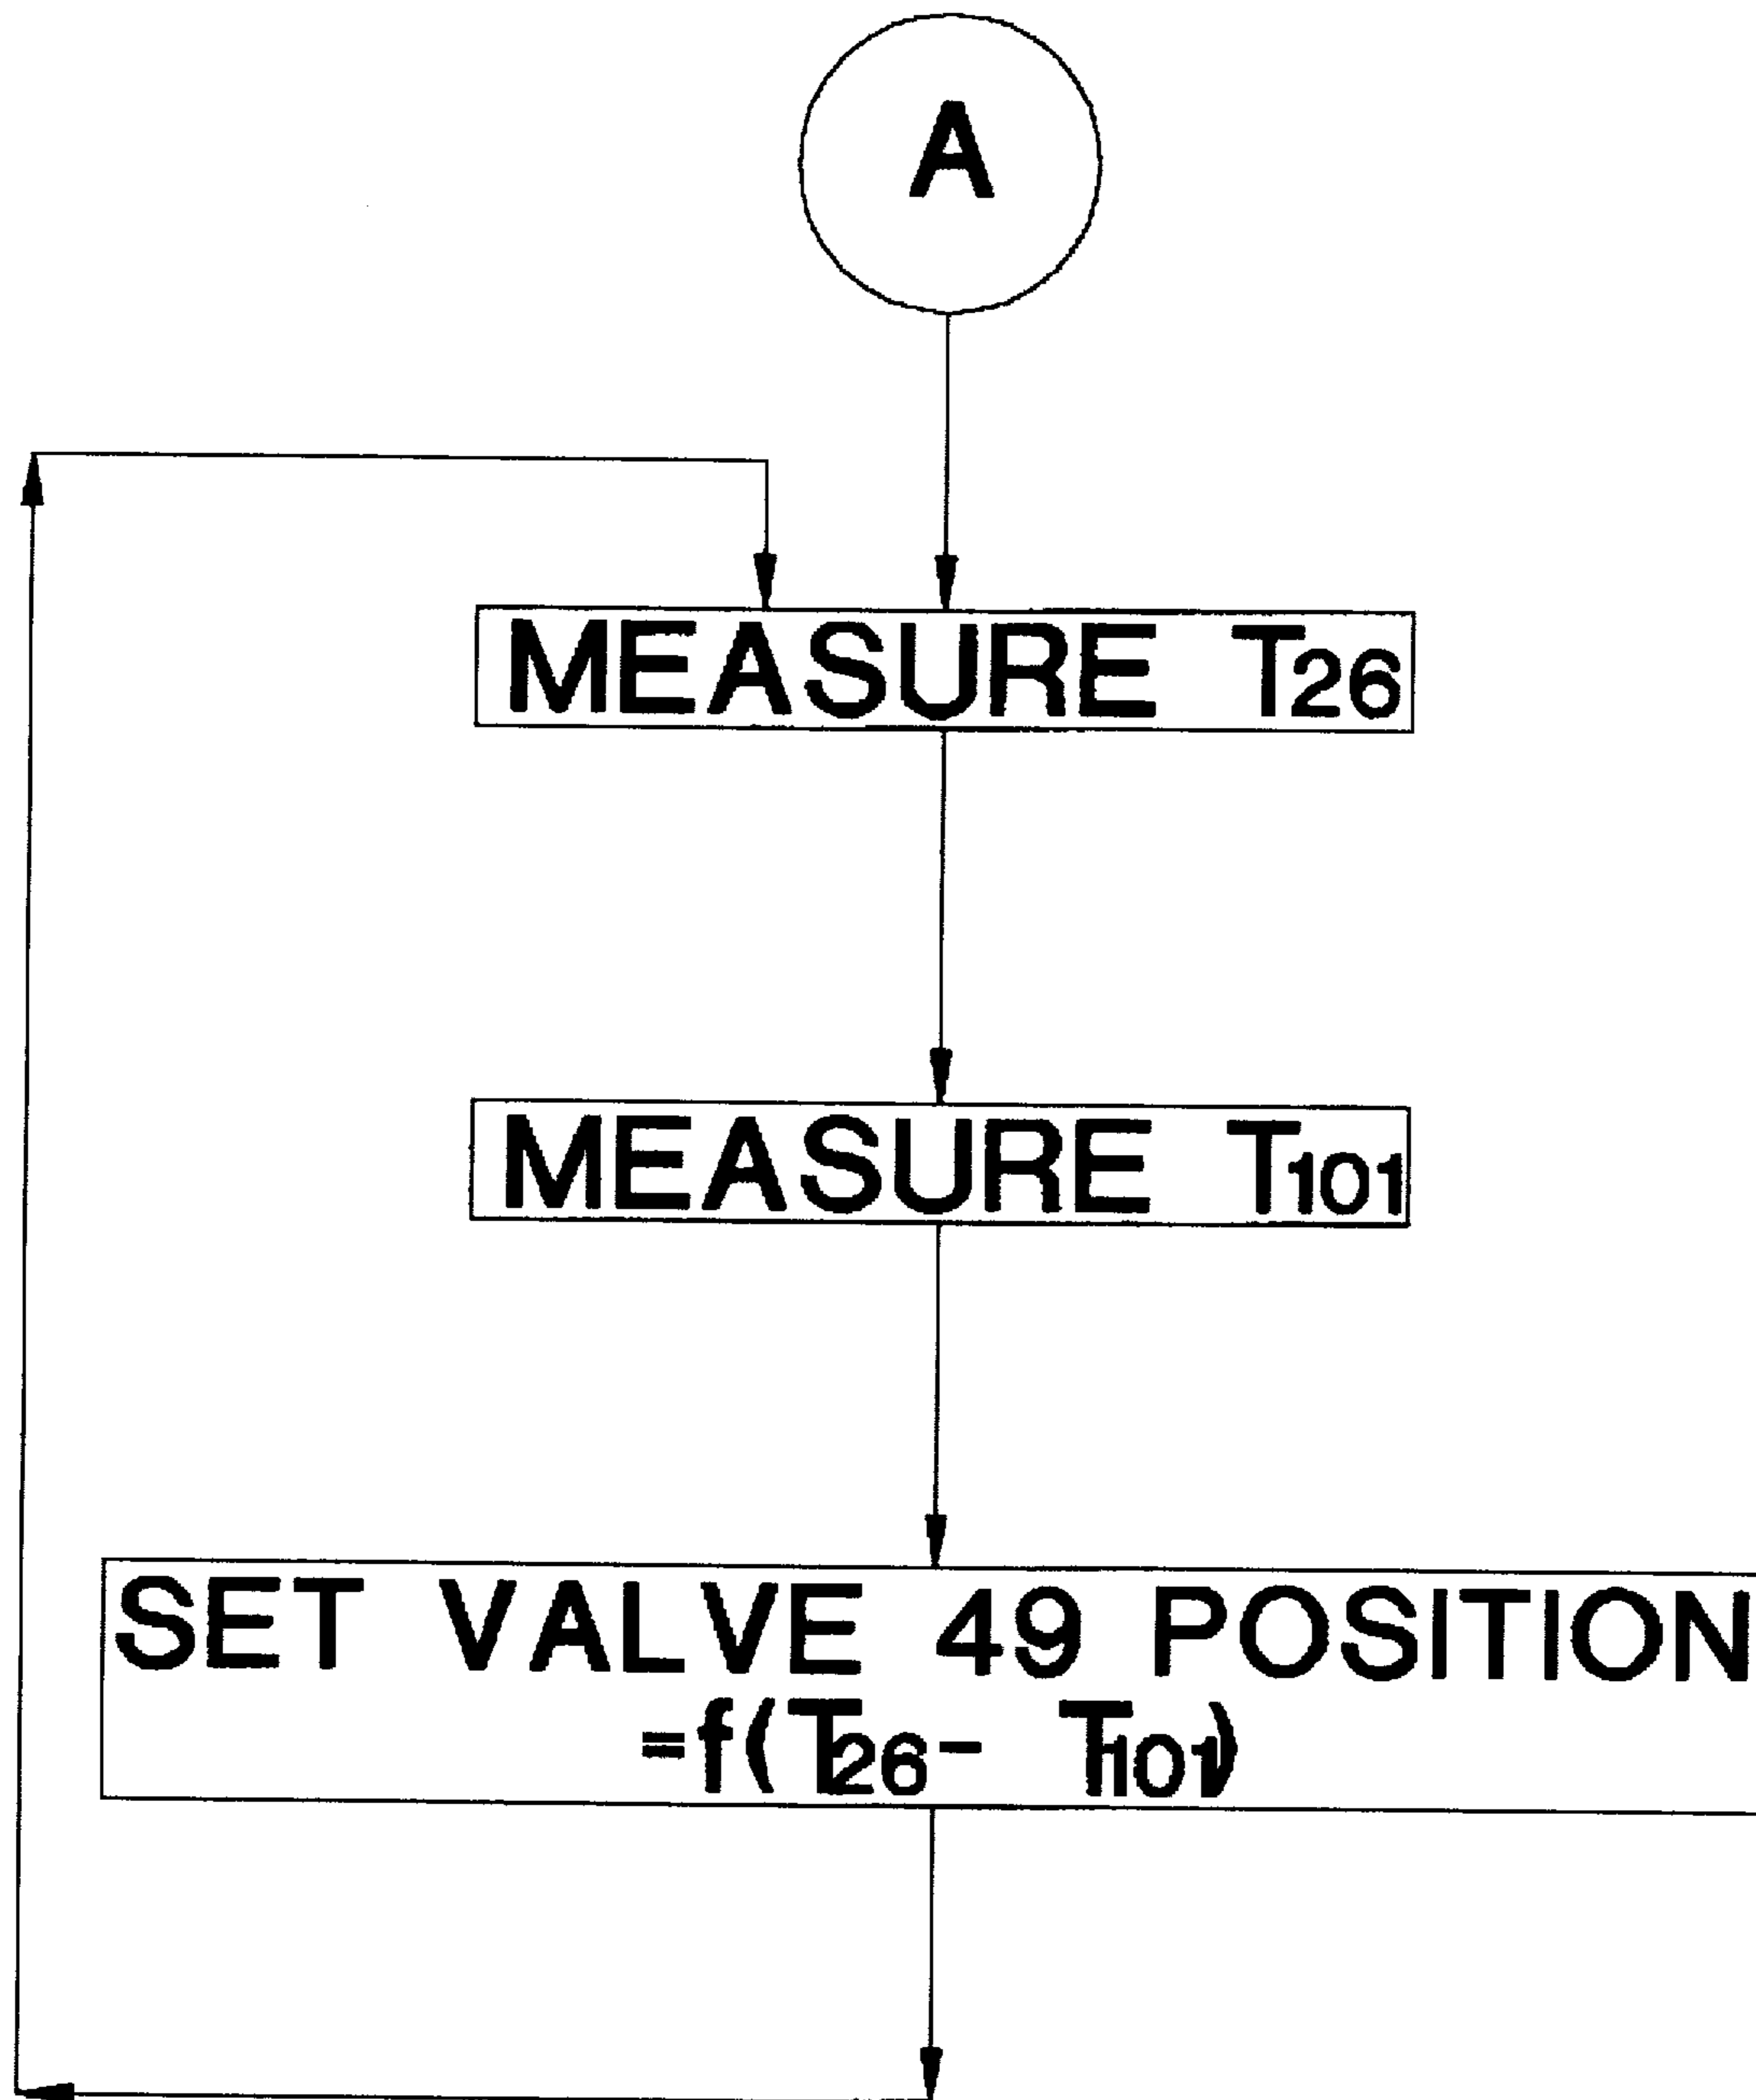 A
MEASURE T26
MEASURE T101
SET VALVE 49 POSITION
=f(T26- T101)